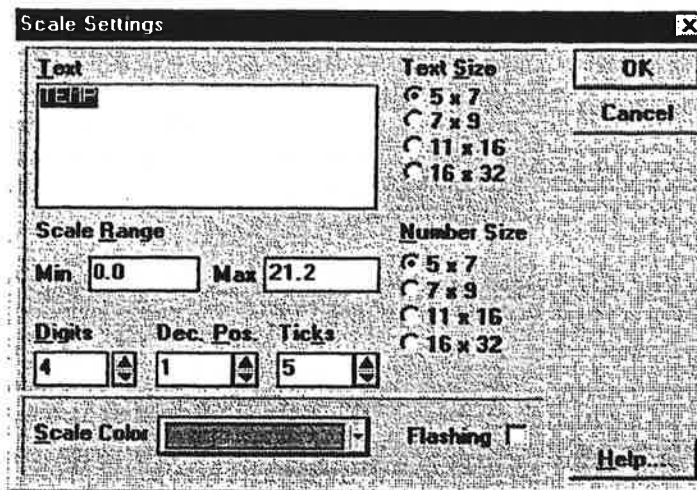 Scale Settings
Text
TEMP
Text Size
5 x 7
7 x 9
11 x 16
16 x 32
OK
Cancel
Scale Range
Min 0.0 Max 21.2
Number Size
5 x 7
7 x 9
11 x 16
16 x 32
Digits Dec. Pos. Ticks
4 1 5
Scale Color Flashing
Help...